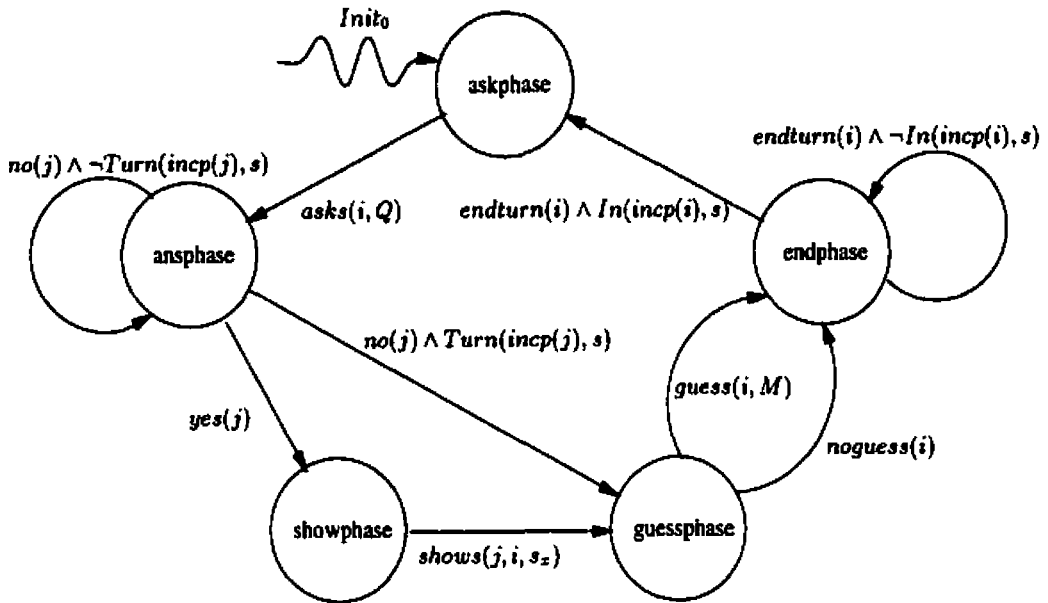 Init₀
askphase
no(j) ∧ ¬Turn(incp(j), s)
endturn(i) ∧ ¬In(incp(i), s)
asks(i, Q)
endturn(i) ∧ In(incp(i), s)
ansphase
endphase
no(j) ∧ Turn(incp(j), s)
guess(i, M)
yes(j)
noguess(i)
showphase
guessphase
shows(j, i, sₓ)